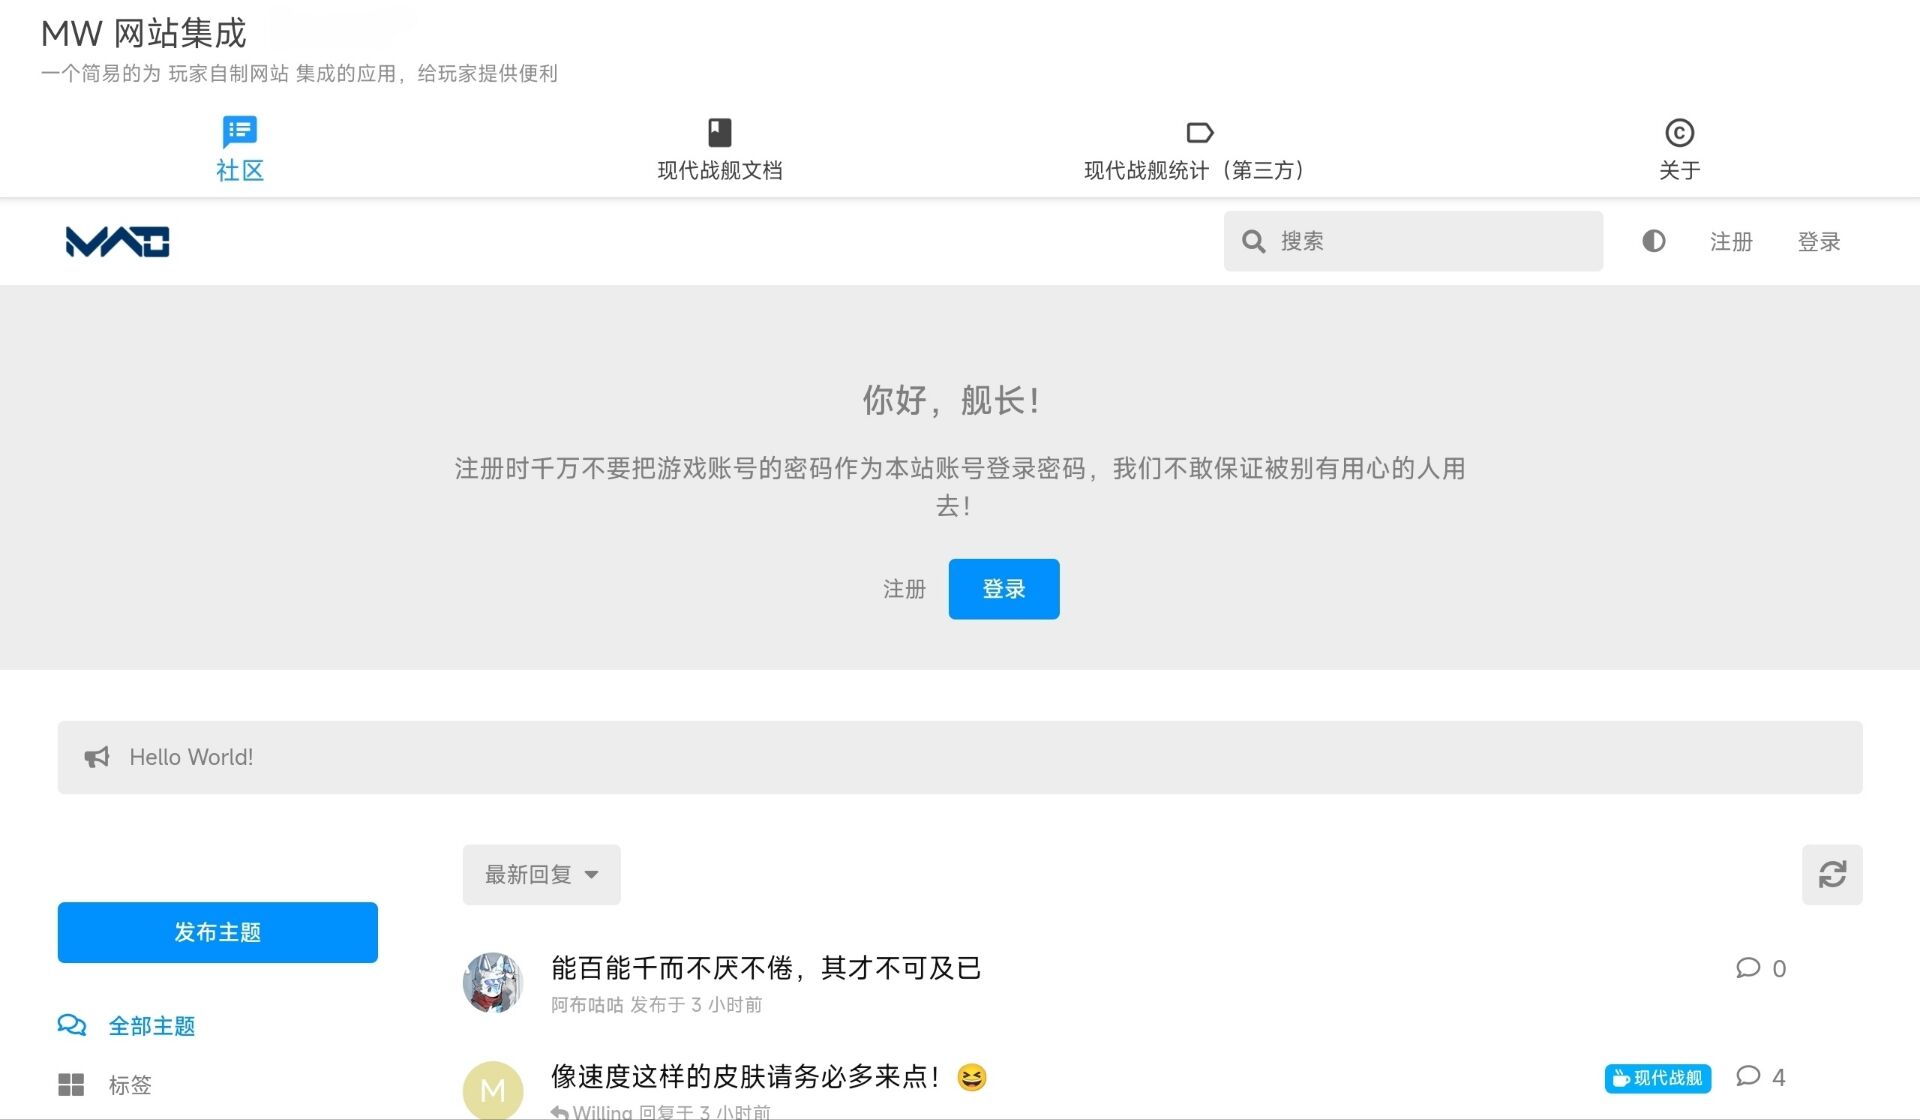 MW 网站集成
一个简易的为 玩家自制网站 集成的应用，给玩家提供便利
社区
现代战舰文档
现代战舰统计（第三方）
关于
搜索
注册
登录
你好，舰长！
注册时千万不要把游戏账号的密码作为本站账号登录密码，我们不敢保证被别有用心的人用
去！
注册
登录
Hello World!
最新回复
发布主题
能百能千而不厌不倦，其才不可及已
0
阿布咕咕 发布于 3 小时前
全部主题
M
像速度这样的皮肤请务必多来点！😆
现代战舰
4
标签
Willing 回复于 3 小时前